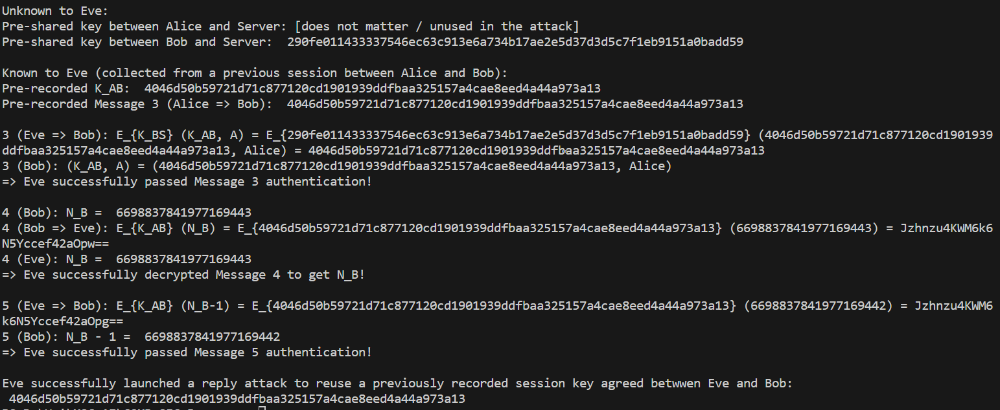 Unknown to Eve:
Pre-shared key between Alice and Server: [does not matter / unused in the attack]
Pre-shared key between Bob and Server:  290fe011433337546ec63c913e6a734b17ae2e5d37d3d5c7f1eb9151a0badd59
Known to Eve (collected from a previous session between Alice and Bob):
Pre-recorded K_AB:  4046d50b59721d71c877120cd1901939ddfbaa325157a4cae8eed4a44a973a13
Pre-recorded Message 3 (Alice => Bob):  4046d50b59721d71c877120cd1901939ddfbaa325157a4cae8eed4a44a973a13
3 (Eve => Bob): E_{K_BS} (K_AB, A) = E_{290fe011433337546ec63c913e6a734b17ae2e5d37d3d5c7f1eb9151a0badd59} (4046d50b59721d71c877120cd1901939
ddfbaa325157a4cae8eed4a44a973a13, Alice) = 4046d50b59721d71c877120cd1901939ddfbaa325157a4cae8eed4a44a973a13
3 (Bob): (K_AB, A) = (4046d50b59721d71c877120cd1901939ddfbaa325157a4cae8eed4a44a973a13, Alice)
=> Eve successfully passed Message 3 authentication!
4 (Bob): N_B =  6698837841977169443
4 (Bob => Eve): E_{K_AB} (N_B) = E_{4046d50b59721d71c877120cd1901939ddfbaa325157a4cae8eed4a44a973a13} (6698837841977169443) = Jzhnzu4KWM6k6
N5Yccef42aOpw==
4 (Eve): N_B =  6698837841977169443
=> Eve successfully decrypted Message 4 to get N_B!
5 (Eve => Bob): E_{K_AB} (N_B-1) = E_{4046d50b59721d71c877120cd1901939ddfbaa325157a4cae8eed4a44a973a13} (6698837841977169442) = Jzhnzu4KWM6
k6N5Yccef42aOpg==
5 (Bob): N_B - 1 =  6698837841977169442
=> Eve successfully passed Message 5 authentication!
Eve successfully launched a reply attack to reuse a previously recorded session key agreed betwwen Eve and Bob:
4046d50b59721d71c877120cd1901939ddfbaa325157a4cae8eed4a44a973a13